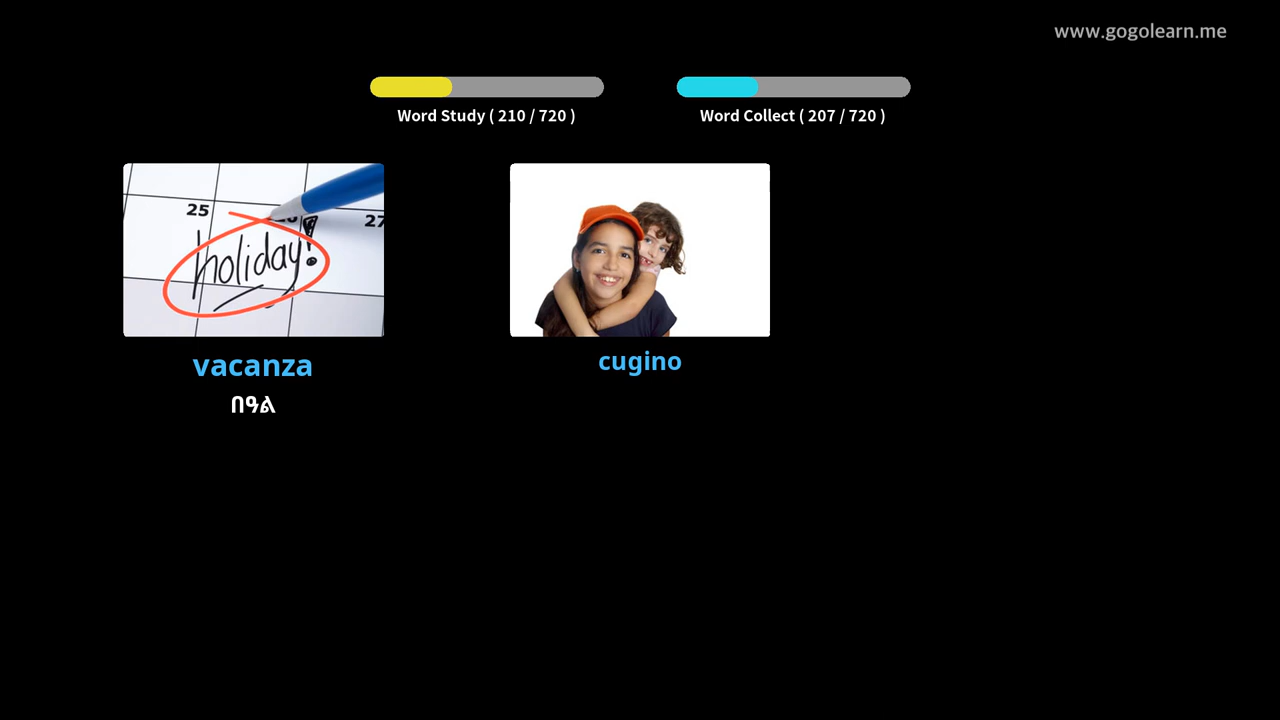 www.gogolearn.me
Word Study ( 210 / 720 )
Word Collect ( 207 / 720 )
25
27
holiday!
vacanza
cugino
በዓል